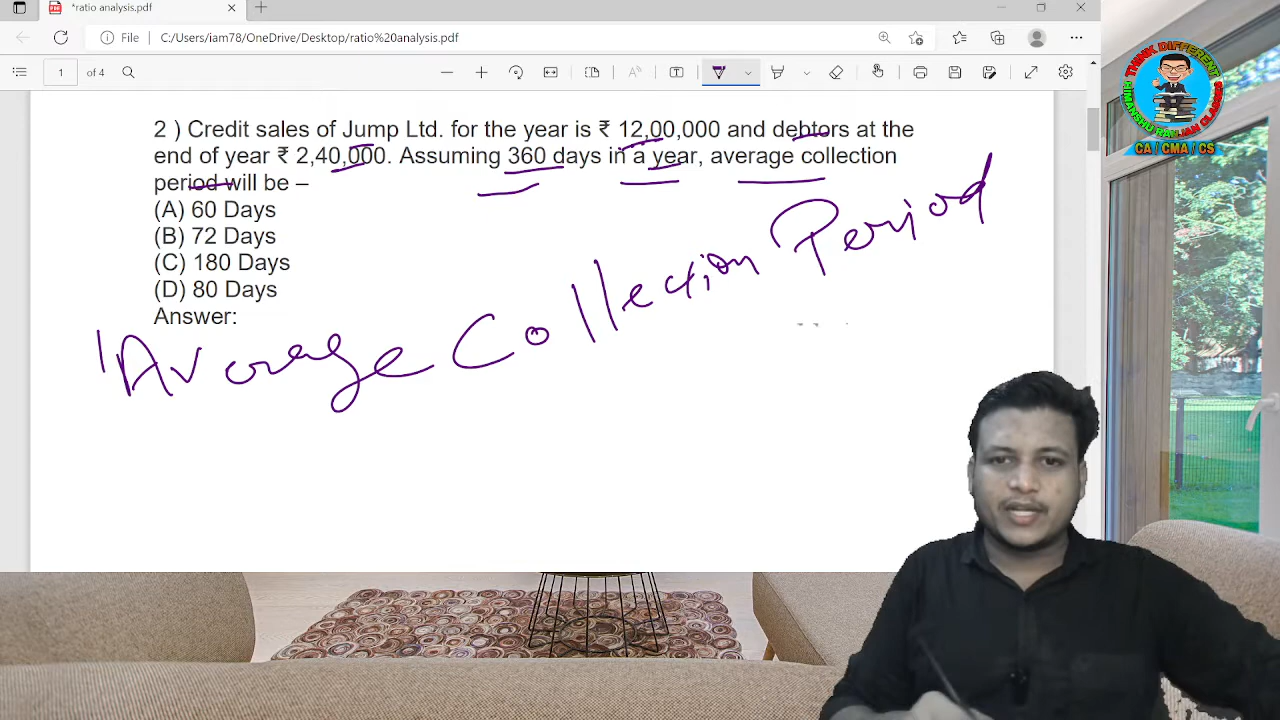 *ratio analysis.pdf
File C:/Users/iam78/OneDrive/Desktop/ratio%20analysis.pdf
1 of 4
2 ) Credit sales of Jump Ltd. for the year is ₹ 12,00,000 and debtors at the
end of year ₹ 2,40,000. Assuming 360 days in a year, average collection
period will be –
(A) 60 Days
(B) 72 Days
(C) 180 Days
(D) 80 Days
Answer:
Average Collection Period
THINK DIFFERENT
HIMANSHU RANJAN CLASSES
CA / CMA / CS